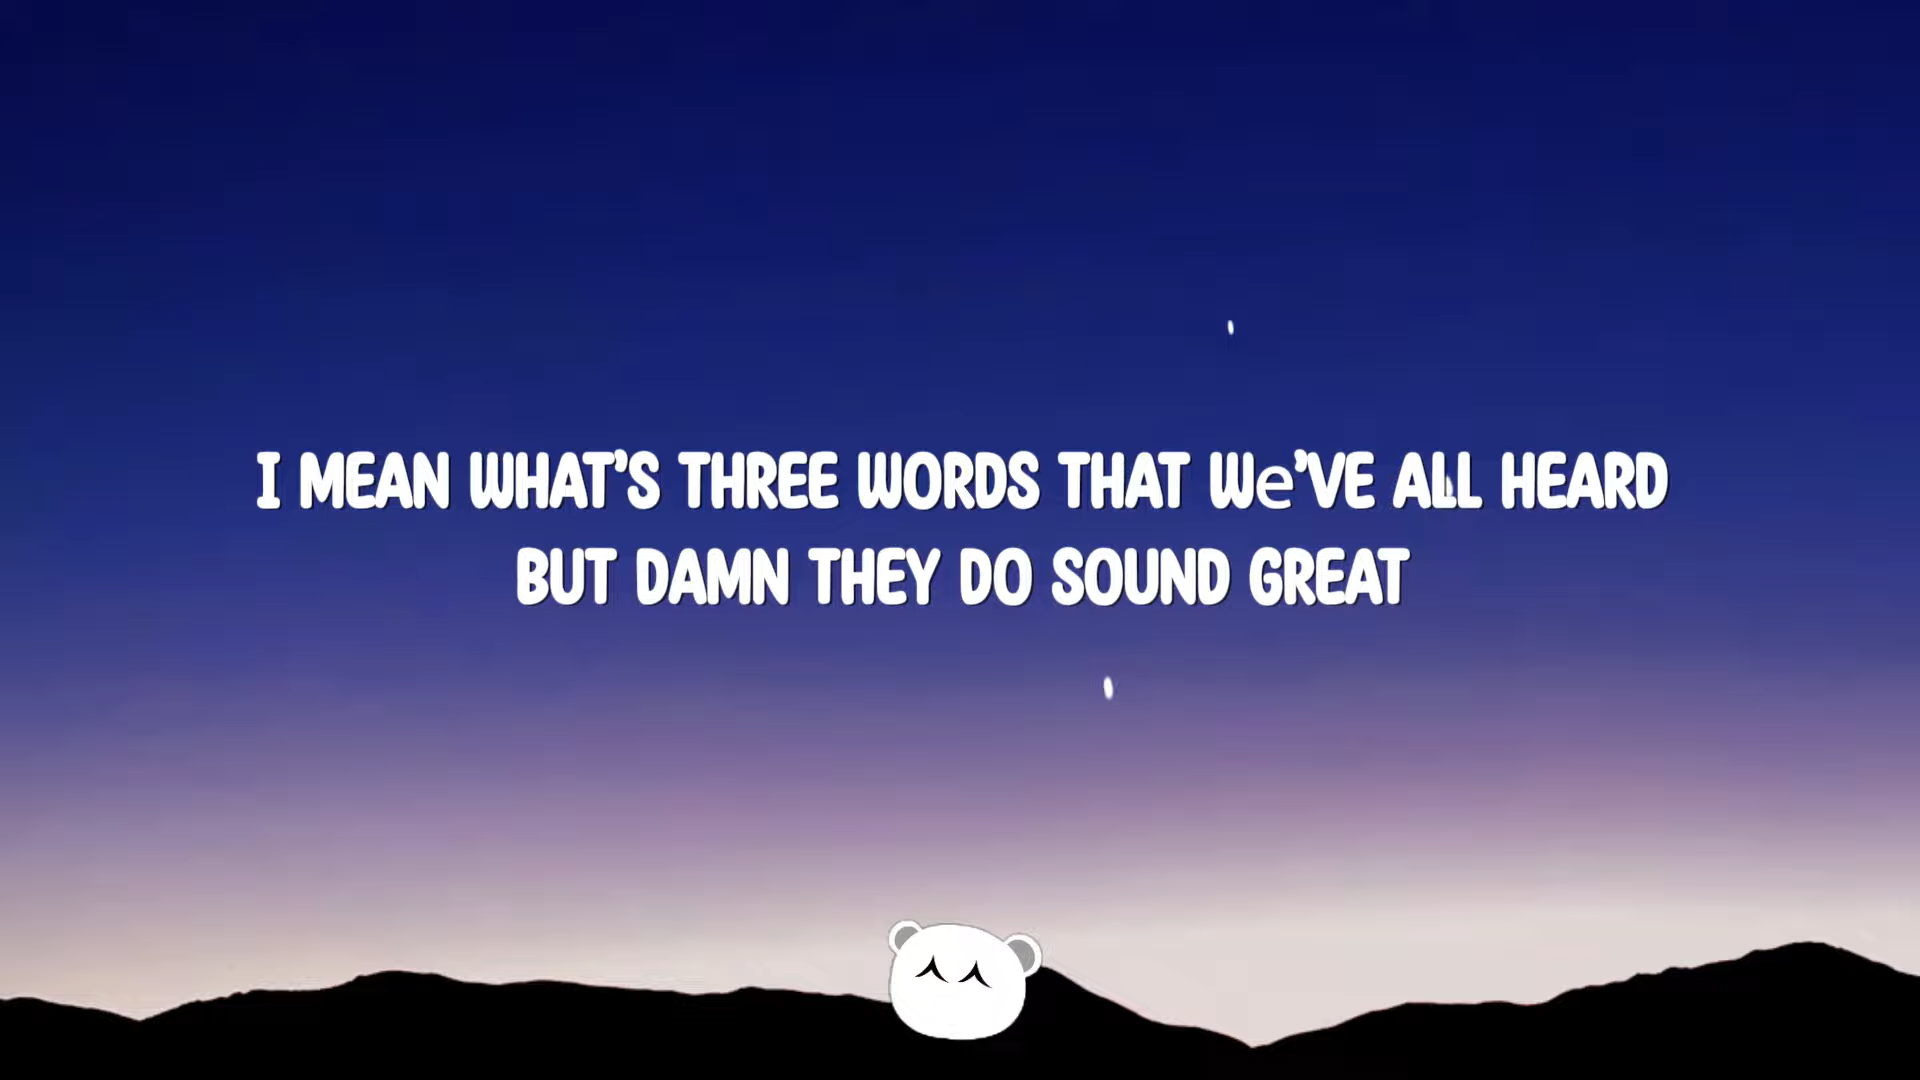 I MEAN WHAT'S THREE WORDS THAT We'VE ALL HEARD
BUT DAMN THEY DO SOUND GREAT